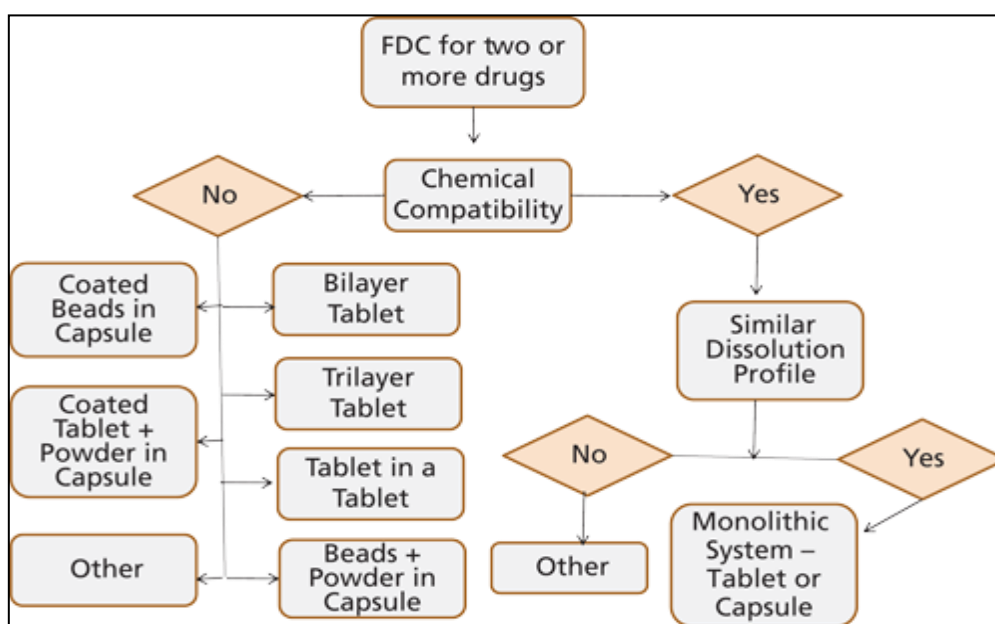 FDC for two or
more drugs
No
Chemical
Compatibility
Yes
Coated
Beads in
Capsule
Bilayer
Tablet
Similar
Dissolution
Profile
Trilayer
Tablet
Coated
Tablet +
Powder in
Capsule
No
Yes
Tablet in a
Tablet
Monolithic
System –
Tablet or
Capsule
Other
Beads +
Powder in
Capsule
Other